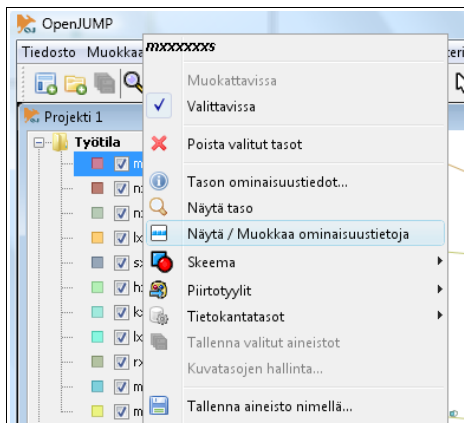 OpenJUMP
Tiedosto Muokkaa
mxxxxxxs
Projekti 1
Työtila
Muokattavissa
Valittavissa
Poista valitut tasot
Tason ominaisuustiedot...
Näytä taso
Näytä / Muokkaa ominaisuustietoja
Skeema
Piirtotyylit
Tietokantatasot
Tallenna valitut aineistot
Kuvatasojen hallinta...
Tallenna aineisto nimellä...